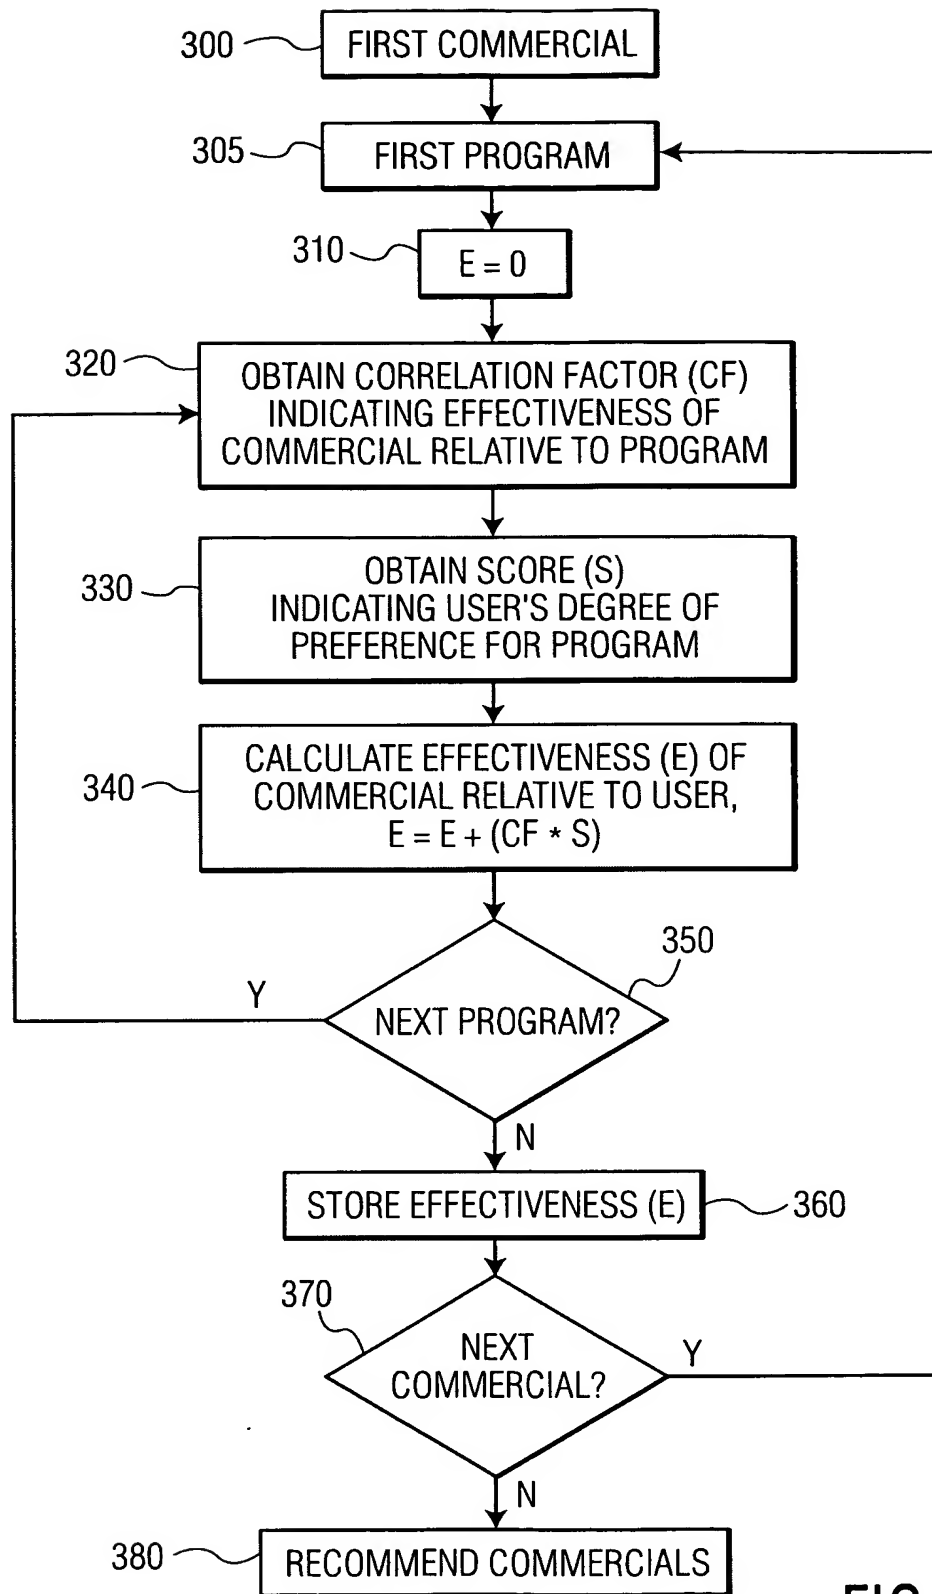 300
FIRST COMMERCIAL
305
FIRST PROGRAM
310
E = 0
320
OBTAIN CORRELATION FACTOR (CF)
INDICATING EFFECTIVENESS OF
COMMERCIAL RELATIVE TO PROGRAM
330
OBTAIN SCORE (S)
INDICATING USER'S DEGREE OF
PREFERENCE FOR PROGRAM
340
CALCULATE EFFECTIVENESS (E) OF
COMMERCIAL RELATIVE TO USER,
E = E + (CF * S)
350
Y
NEXT PROGRAM?
N
STORE EFFECTIVENESS (E)
360
370
NEXT
COMMERCIAL?
Y
N
380
RECOMMEND COMMERCIALS